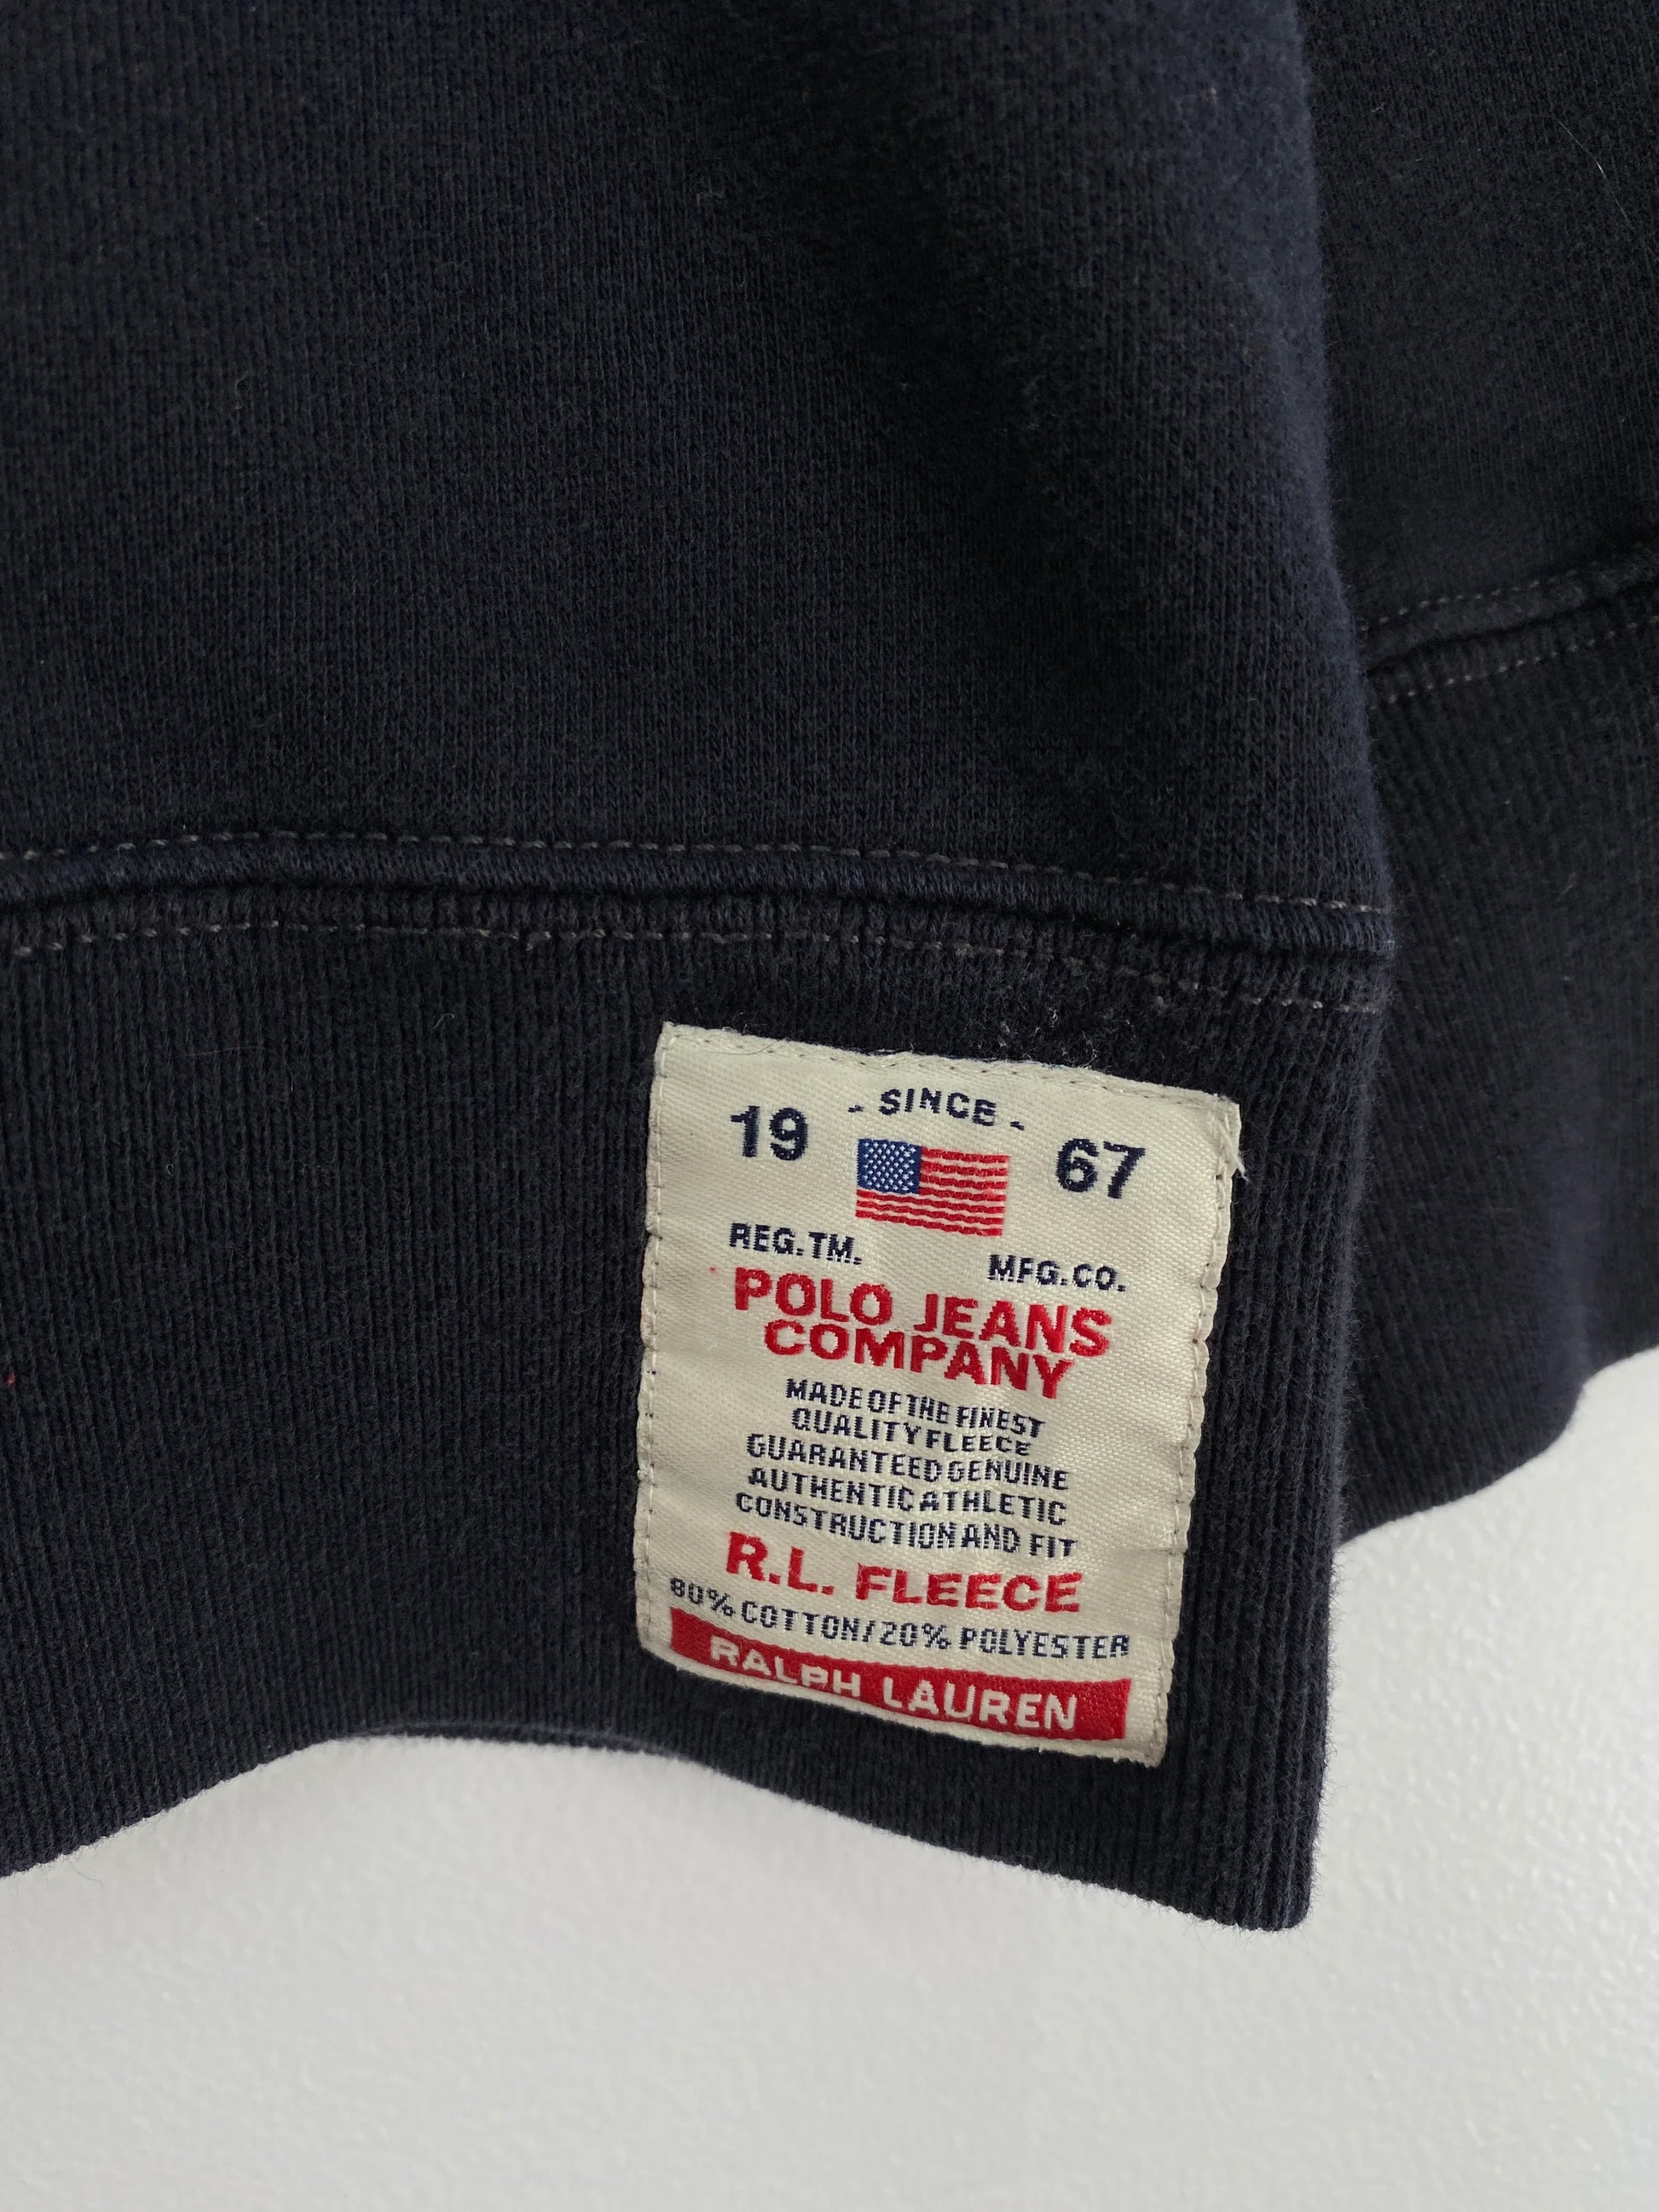 - SINCE -
19 67
REG. TM. MFG. CO.
POLO JEANS
COMPANY
MADE OF THE FINEST
QUALITY FLEECE
GUARANTEED GENUINE
AUTHENTIC ATHLETIC
CONSTRUCTION AND FIT
R.L. FLEECE
80% COTTON/20% POLYESTER
RALPH LAUREN